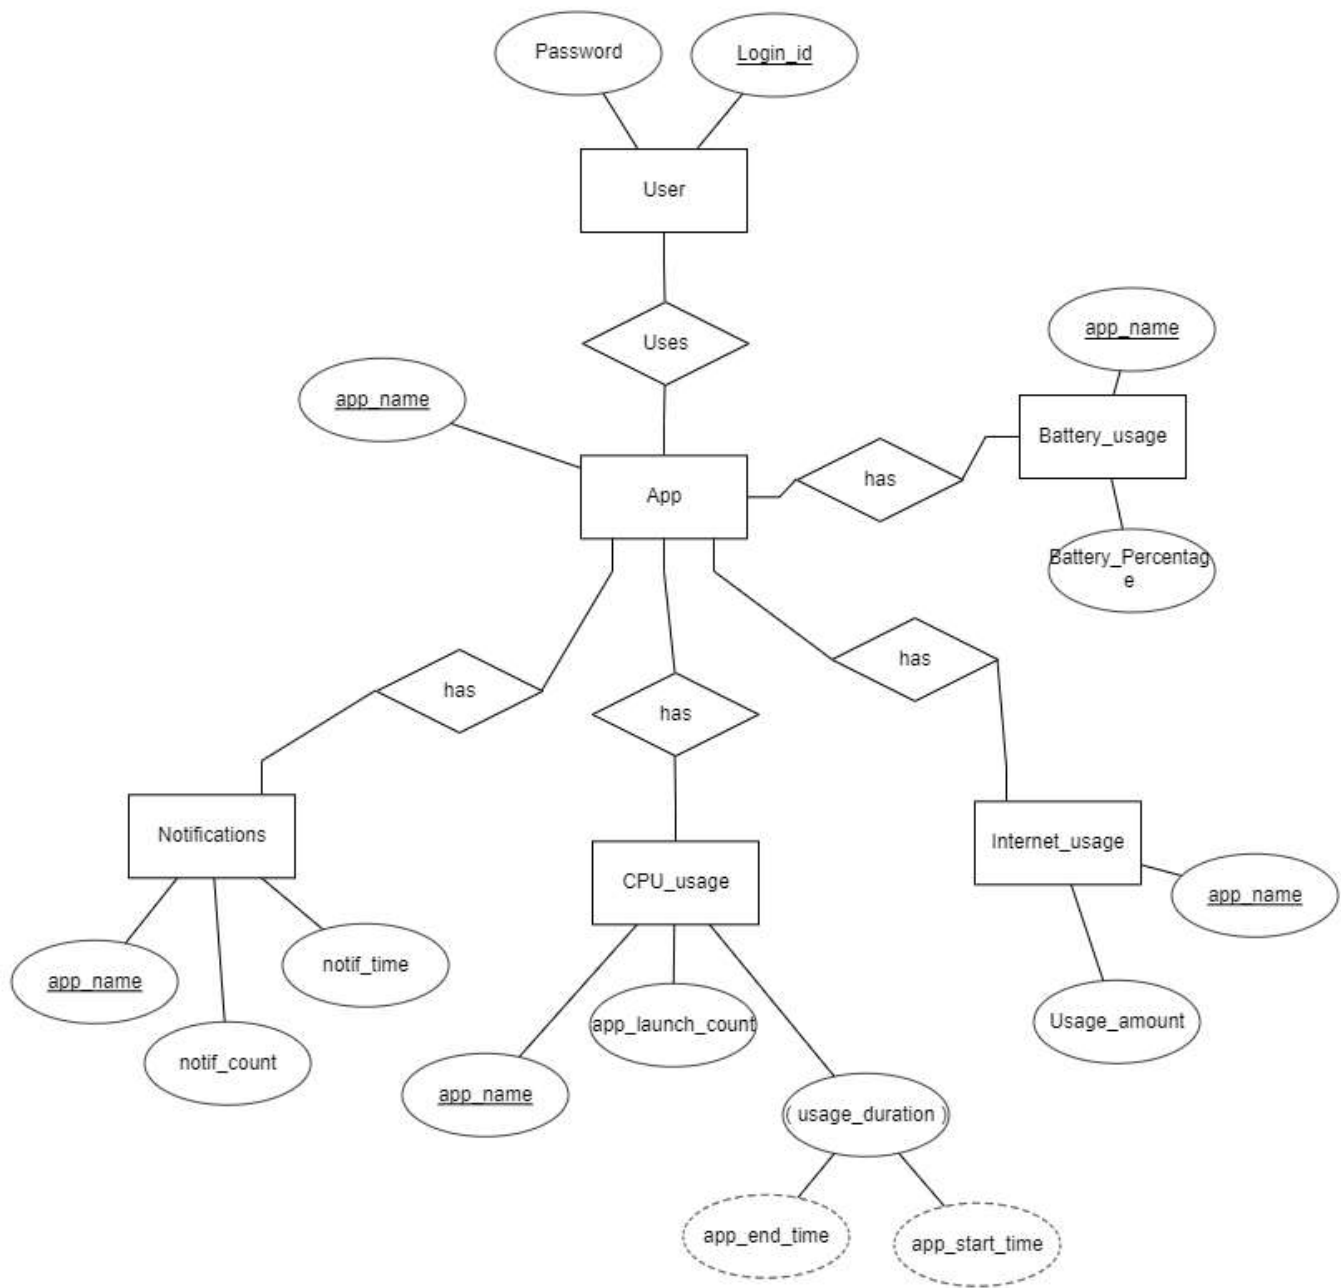 Password
Login_id
User
Uses
app_name
app_name
Battery_usage
has
App
Battery_Percentag
e
has
has
has
Notifications
CPU_usage
Internet_usage
app_name
notif_time
app_name
app_launch_count
Usage_amount
notif_count
app_name
( usage_duration )
app_end_time
app_start_time